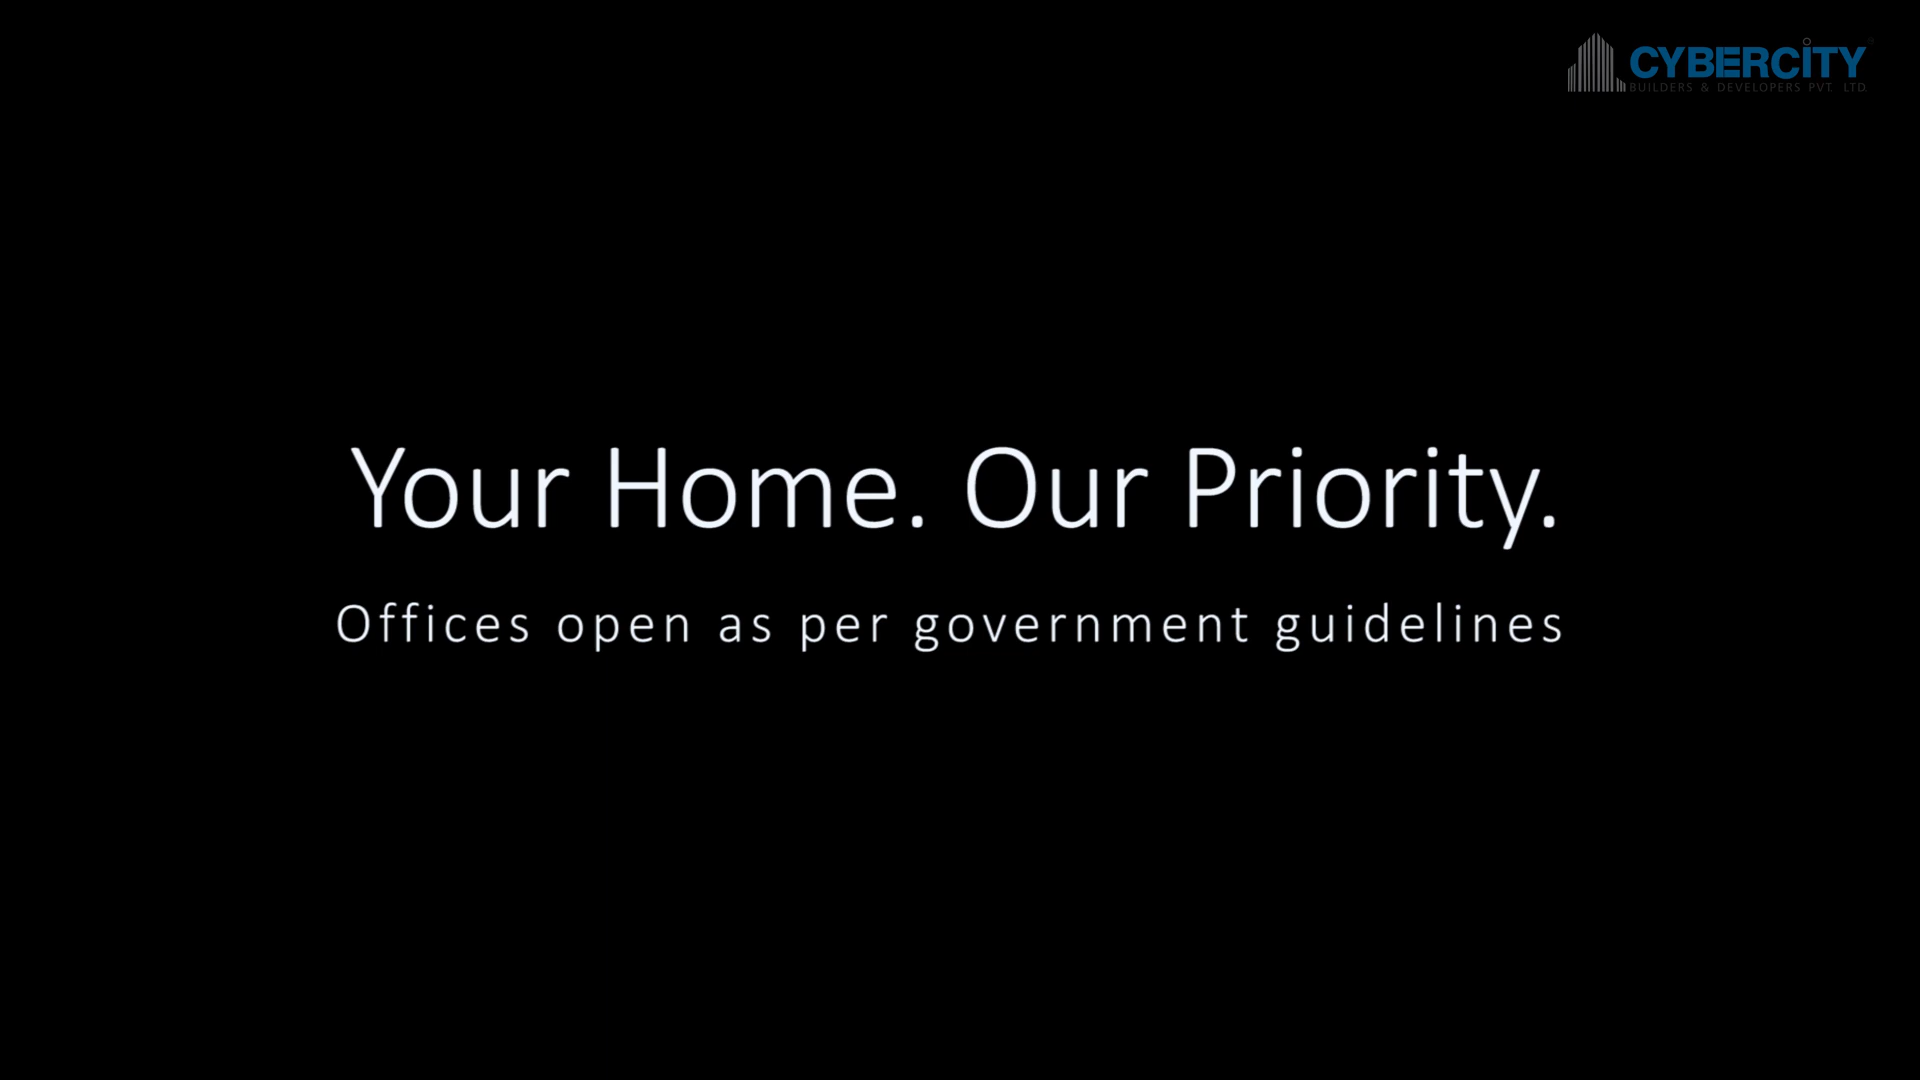 CYBERCITY
BUILDERS & DEVELOPERS PVT. LTD.
Your Home. Our Priority.
Offices open as per government guidelines